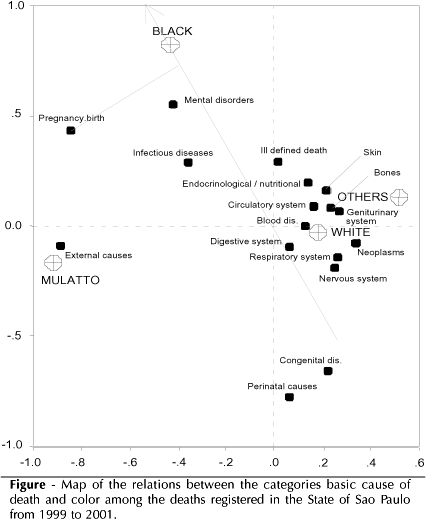 1.0
BLACK
Mental disorders
.5
Pregnancy.birth
Infectious diseases
Ill defined death
Skin
Bones
Endocrinological / nutritional
OTHERS
Circulatory system
Geniturinary
system
Blood dis.
0.0
WHITE
Digestive system
Neoplasms
External causes
Respiratory system
MULATTO
Nervous system
-.5
Congenital dis.
Perinatal causes
-1.0
-1.0 -.8 -.6 -.4 -.2 0.0 .2 .4 .6
Figure - Map of the relations between the categories basic cause of
death and color among the deaths registered in the State of Sao Paulo
from 1999 to 2001.